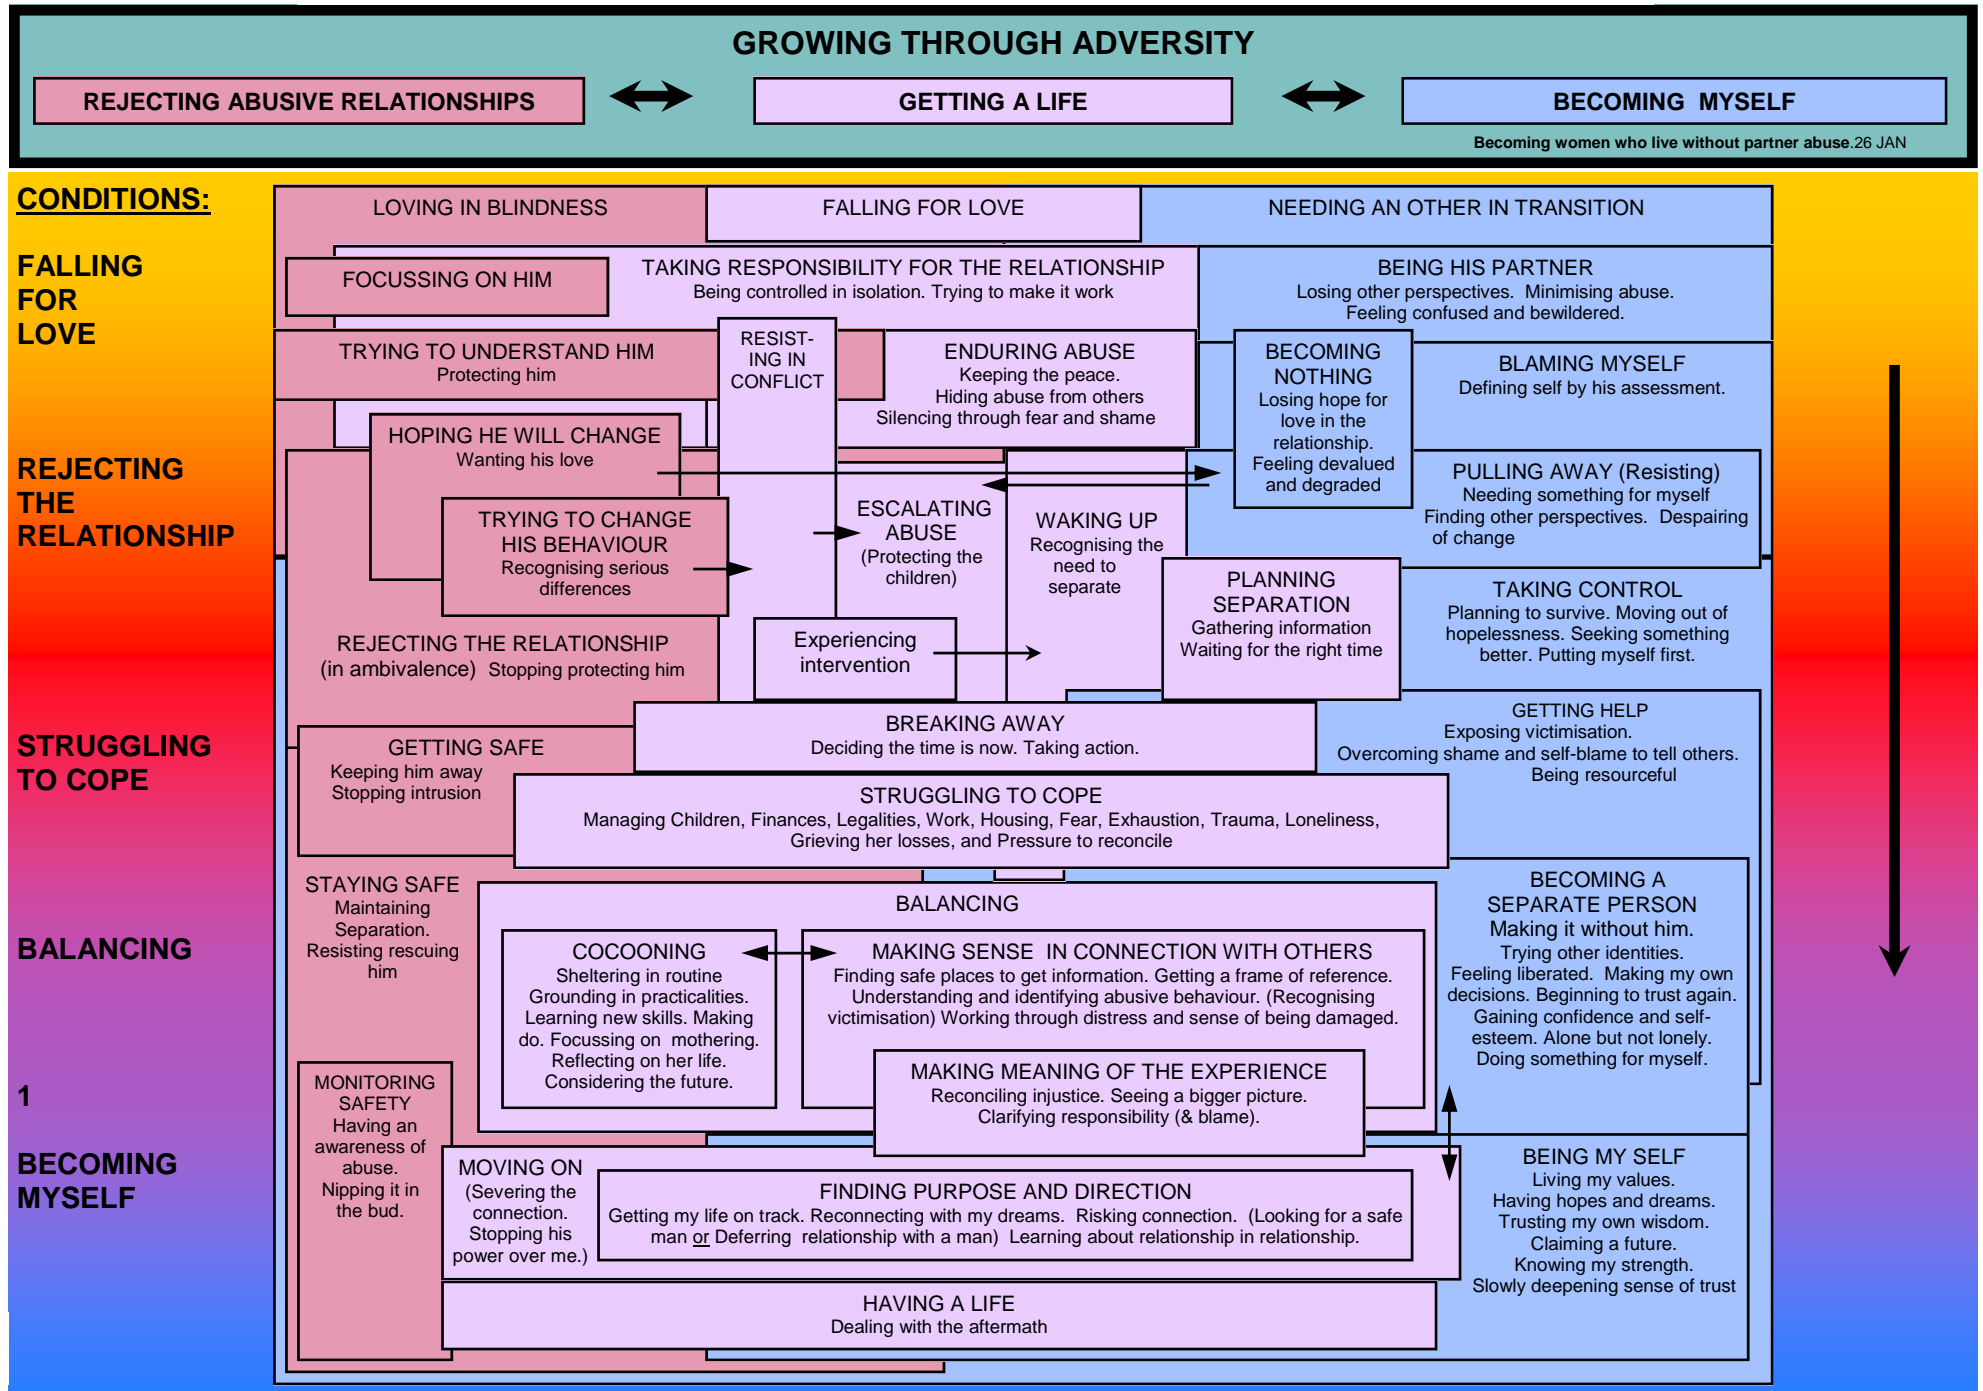 GROWING THROUGH ADVERSITY
REJECTING ABUSIVE RELATIONSHIPS
GETTING A LIFE
BECOMING MYSELF
Becoming women who live without partner abuse.26 JAN
CONDITIONS:
FALLING
FOR
LOVE
REJECTING
THE
RELATIONSHIP
STRUGGLING
TO COPE
BALANCING
1
BECOMING
MYSELF
LOVING IN BLINDNESS
FALLING FOR LOVE
NEEDING AN OTHER IN TRANSITION
FOCUSSING ON HIM
TAKING RESPONSIBILITY FOR THE RELATIONSHIP
Being controlled in isolation. Trying to make it work
BEING HIS PARTNER
Losing other perspectives. Minimising abuse.
Feeling confused and bewildered.
TRYING TO UNDERSTAND HIM
Protecting him
RESIST-
ING IN
CONFLICT
ENDURING ABUSE
Keeping the peace.
Hiding abuse from others
Silencing through fear and shame
BECOMING
NOTHING
Losing hope for
love in the
relationship.
Feeling devalued
and degraded
BLAMING MYSELF
Defining self by his assessment.
HOPING HE WILL CHANGE
Wanting his love
PULLING AWAY (Resisting)
Needing something for myself
Finding other perspectives. Despairing
of change
TRYING TO CHANGE
HIS BEHAVIOUR
Recognising serious
differences
ESCALATING
ABUSE
(Protecting the
children)
WAKING UP
Recognising the
need to
separate
PLANNING
SEPARATION
Gathering information
Waiting for the right time
TAKING CONTROL
Planning to survive. Moving out of
hopelessness. Seeking something
better. Putting myself first.
REJECTING THE RELATIONSHIP
(in ambivalence) Stopping protecting him
Experiencing
intervention
BREAKING AWAY
Deciding the time is now. Taking action.
GETTING HELP
Exposing victimisation.
Overcoming shame and self-blame to tell others.
Being resourceful
GETTING SAFE
Keeping him away
Stopping intrusion
STRUGGLING TO COPE
Managing Children, Finances, Legalities, Work, Housing, Fear, Exhaustion, Trauma, Loneliness,
Grieving her losses, and Pressure to reconcile
STAYING SAFE
Maintaining
Separation.
Resisting rescuing
him
BALANCING
COCOONING
Sheltering in routine
Grounding in practicalities.
Learning new skills. Making
do. Focussing on mothering.
Reflecting on her life.
Considering the future.
MAKING SENSE IN CONNECTION WITH OTHERS
Finding safe places to get information. Getting a frame of reference.
Understanding and identifying abusive behaviour. (Recognising
victimisation) Working through distress and sense of being damaged.
BECOMING A
SEPARATE PERSON
Making it without him.
Trying other identities.
Feeling liberated. Making my own
decisions. Beginning to trust again.
Gaining confidence and self-
esteem. Alone but not lonely.
Doing something for myself.
MAKING MEANING OF THE EXPERIENCE
Reconciling injustice. Seeing a bigger picture.
Clarifying responsibility (& blame).
MONITORING
SAFETY
Having an
awareness of
abuse.
Nipping it in
the bud.
MOVING ON
(Severing the
connection.
Stopping his
power over me.)
FINDING PURPOSE AND DIRECTION
Getting my life on track. Reconnecting with my dreams. Risking connection. (Looking for a safe
man or Deferring relationship with a man) Learning about relationship in relationship.
BEING MY SELF
Living my values.
Having hopes and dreams.
Trusting my own wisdom.
Claiming a future.
Knowing my strength.
Slowly deepening sense of trust
HAVING A LIFE
Dealing with the aftermath